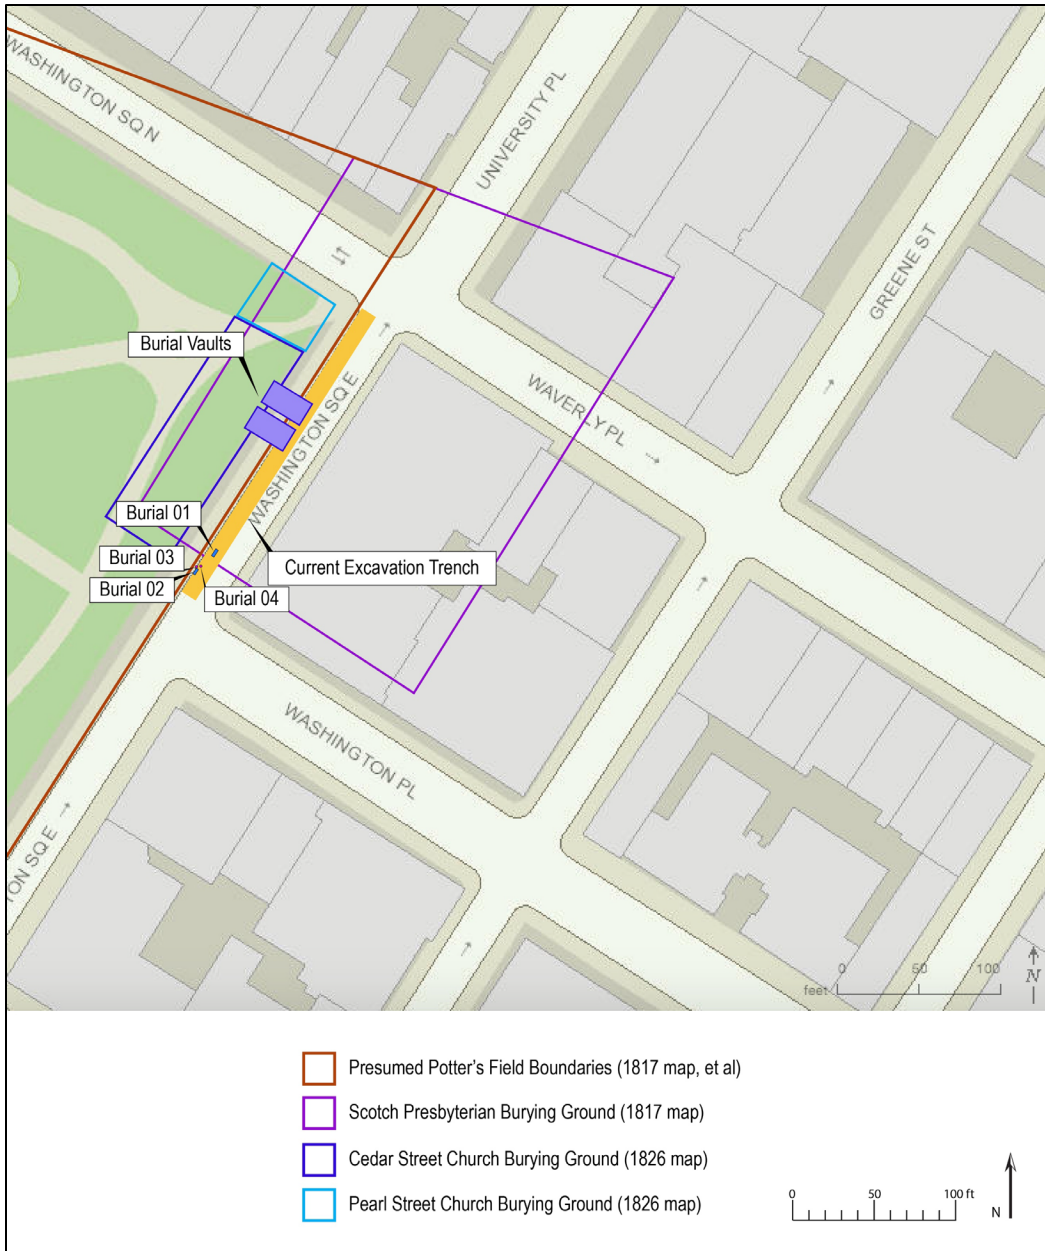 WASHINGTON SQ N
UNIVERSITY PL
GREENE ST
Burial Vaults
WASHINGTON SQ E
WAVERLY PL
Burial 01
Burial 03
Burial 02
Burial 04
Current Excavation Trench
WASHINGTON PL
TON SQ E
0 50 100
feet
N
Presumed Potter's Field Boundaries (1817 map, et al)
Scotch Presbyterian Burying Ground (1817 map)
Cedar Street Church Burying Ground (1826 map)
Pearl Street Church Burying Ground (1826 map)
0 50 100 ft
N